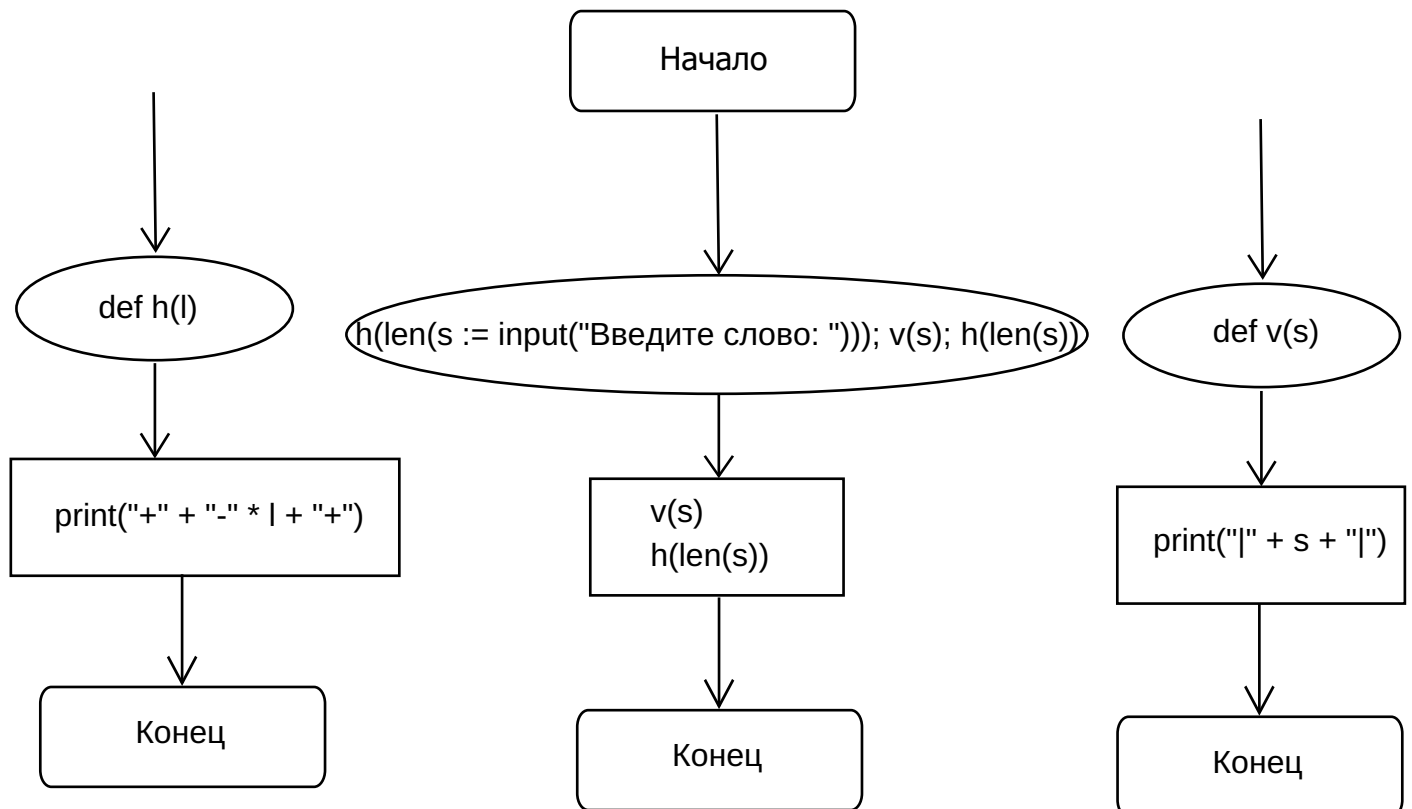 Начало
def h(l)
h(len(s := input("Введите слово: "))); v(s); h(len(s))
def v(s)
print("+" + "-" * l + "+")
v(s)
h(len(s))
print("|" + s + "|")
Конец
Конец
Конец